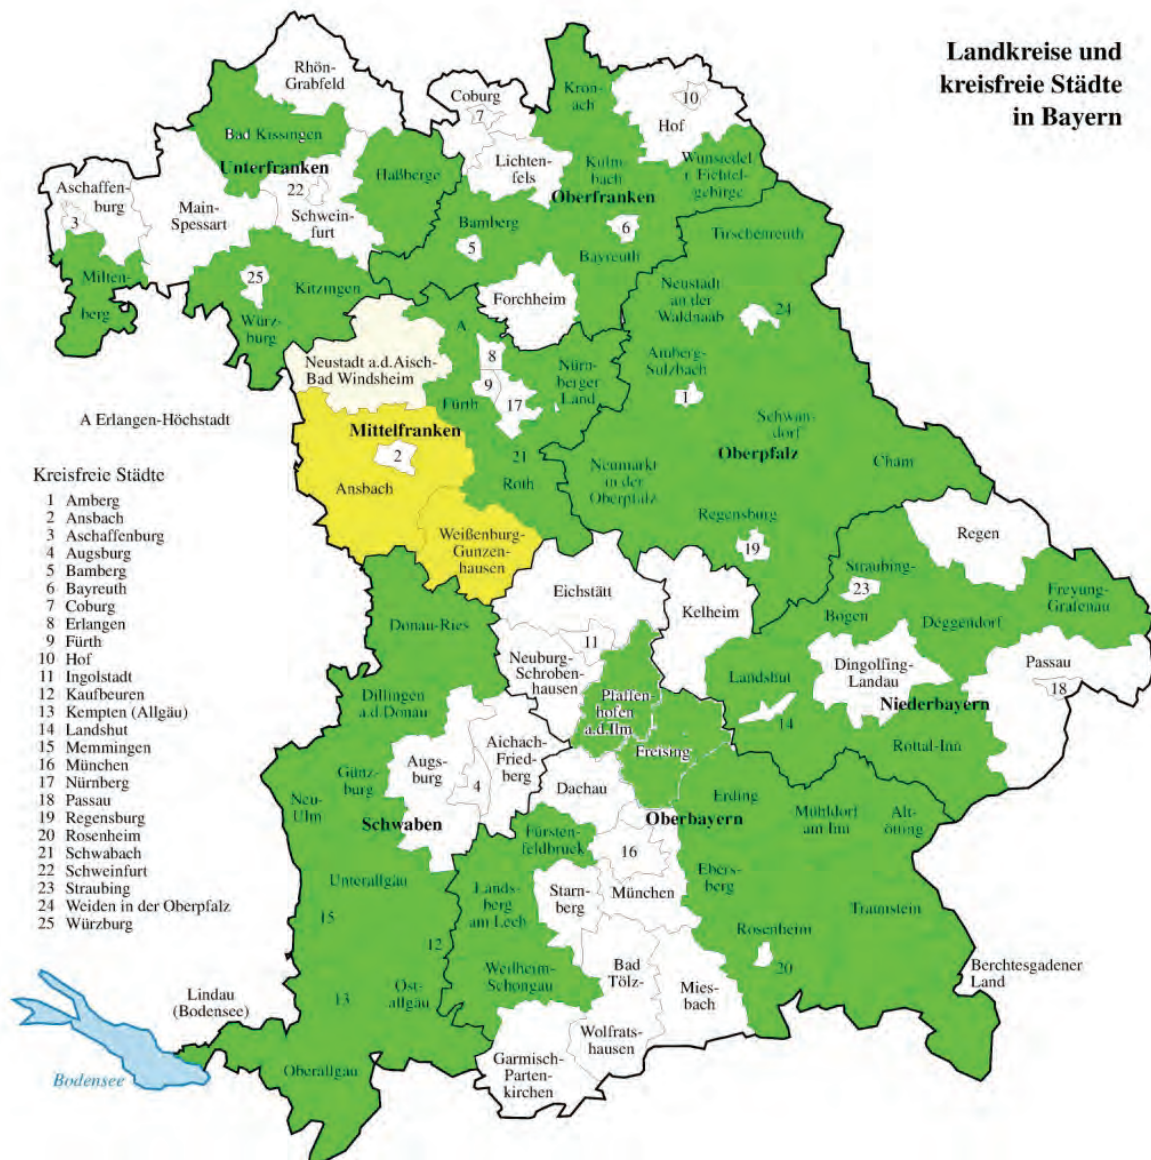 Landkreise und
kreisfreie Städte
in Bayern
Rhön-
Grabfeld
Coburg
7
Kron-
ach
10
Hof
Bad Kissingen
Unterfranken
Haßberge
Lichten-
fels
Kulm-
bach
Wunsiedel
i. Fichtel-
gebirge
Oberfranken
Aschaffen-
burg
3
Main-
Spessart
22
Schwein-
furt
Bamberg
5
6
Bayreuth
Tirschenreuth
Milten-
berg
25
Kitzingen
Würz-
burg
Forchheim
Neustadt
an der
Waldnaab
24
Neustadt a.d.Aisch-
Bad Windsheim
A
8
9
17
Fürth
Nürn-
berger
Land
Amberg-
Sulzbach
1
A Erlangen-Höchstadt
Mittelfranken
2
Ansbach
21
Roth
Schwan-
dorf
Oberpfalz
Neumarkt
in der
Oberpfalz
Cham
Weißenburg-
Gunzen-
hausen
Regensburg
19
Regen
Kreisfreie Städte
1 Amberg
2 Ansbach
3 Aschaffenburg
4 Augsburg
5 Bamberg
6 Bayreuth
7 Coburg
8 Erlangen
9 Fürth
10 Hof
11 Ingolstadt
12 Kaufbeuren
13 Kempten (Allgäu)
14 Landshut
15 Memmingen
16 München
17 Nürnberg
18 Passau
19 Regensburg
20 Rosenheim
21 Schwabach
22 Schweinfurt
23 Straubing
24 Weiden in der Oberpfalz
25 Würzburg
Eichstätt
Kelheim
Straubing-
23
Bogen
Deggendorf
Freyung-
Grafenau
Donau-Ries
11
Neuburg-
Schroben-
hausen
Pfaffen-
hofen
a.d.Ilm
Landshut
14
Dingolfing-
Landau
Passau
18
Niederbayern
Rottal-Inn
Dillingen
a.d.Donau
Augs-
burg
4
Aichach-
Fried-
berg
Freising
Günz-
burg
Neu-
Ulm
Schwaben
Dachau
Oberbayern
Erding
Mühldorf
am Inn
Alt-
ötting
Fürsten-
feldbruck
16
München
Ebers-
berg
Unterallgäu
15
Lands-
berg
am Lech
Starn-
berg
Traunstein
12
Rosenheim
20
Weilheim-
Schongau
Bad
Tölz-
Wolfrats-
hausen
Mies-
bach
Berchtesgadener
Land
Lindau
(Bodensee)
13
Ost-
allgäu
Garmisch-
Parten-
kirchen
Oberallgäu
Bodensee